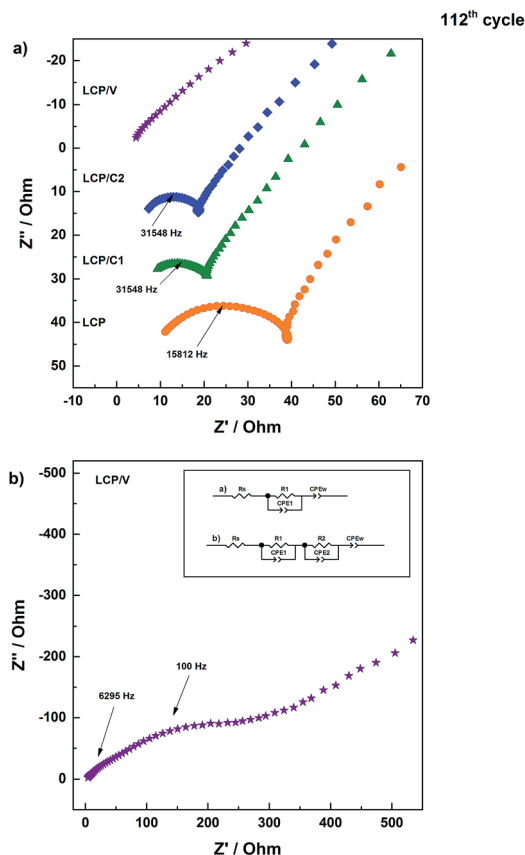 112th cycle
a)
-20
-10
0
10
20
30
40
50
LCP/V
LCP/C2
31548 Hz
LCP/C1
31548 Hz
LCP
15812 Hz
Z'' / Ohm
-10 0 10 20 30 40 50 60 70
Z' / Ohm
b)
-500
-400
-300
-200
-100
0
LCP/V
a) Rs R1 CPEw
CPE1
b) Rs R1 R2 CPEw
CPE1 CPE2
100 Hz
6295 Hz
Z'' / Ohm
0 100 200 300 400 500
Z' / Ohm